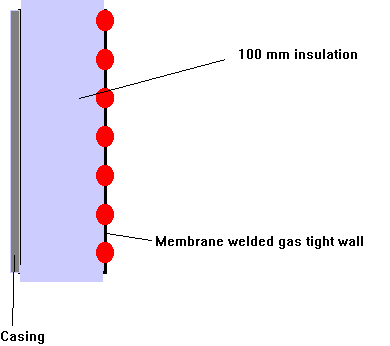 100 mm insulation
Membrane welded gas tight wall
Casing